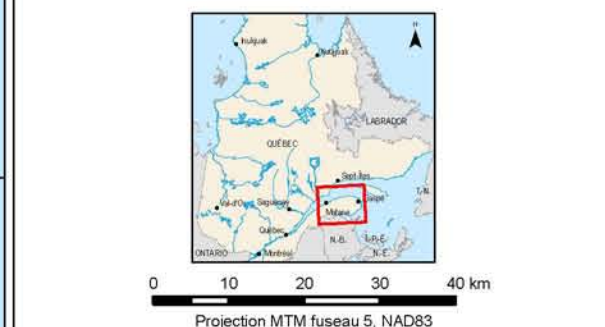 N
Inukjuak
LABRADOR
QUÉBEC
Sept-Îles
Val-d'Or
Saguenay
Gaspé
Matane
T.-N.
Québec
N.-B.
Î.-P.-É.
ONTARIO
Montréal
N.-É.
0 10 20 30 40 km
Projection MTM fuseau 5, NAD83